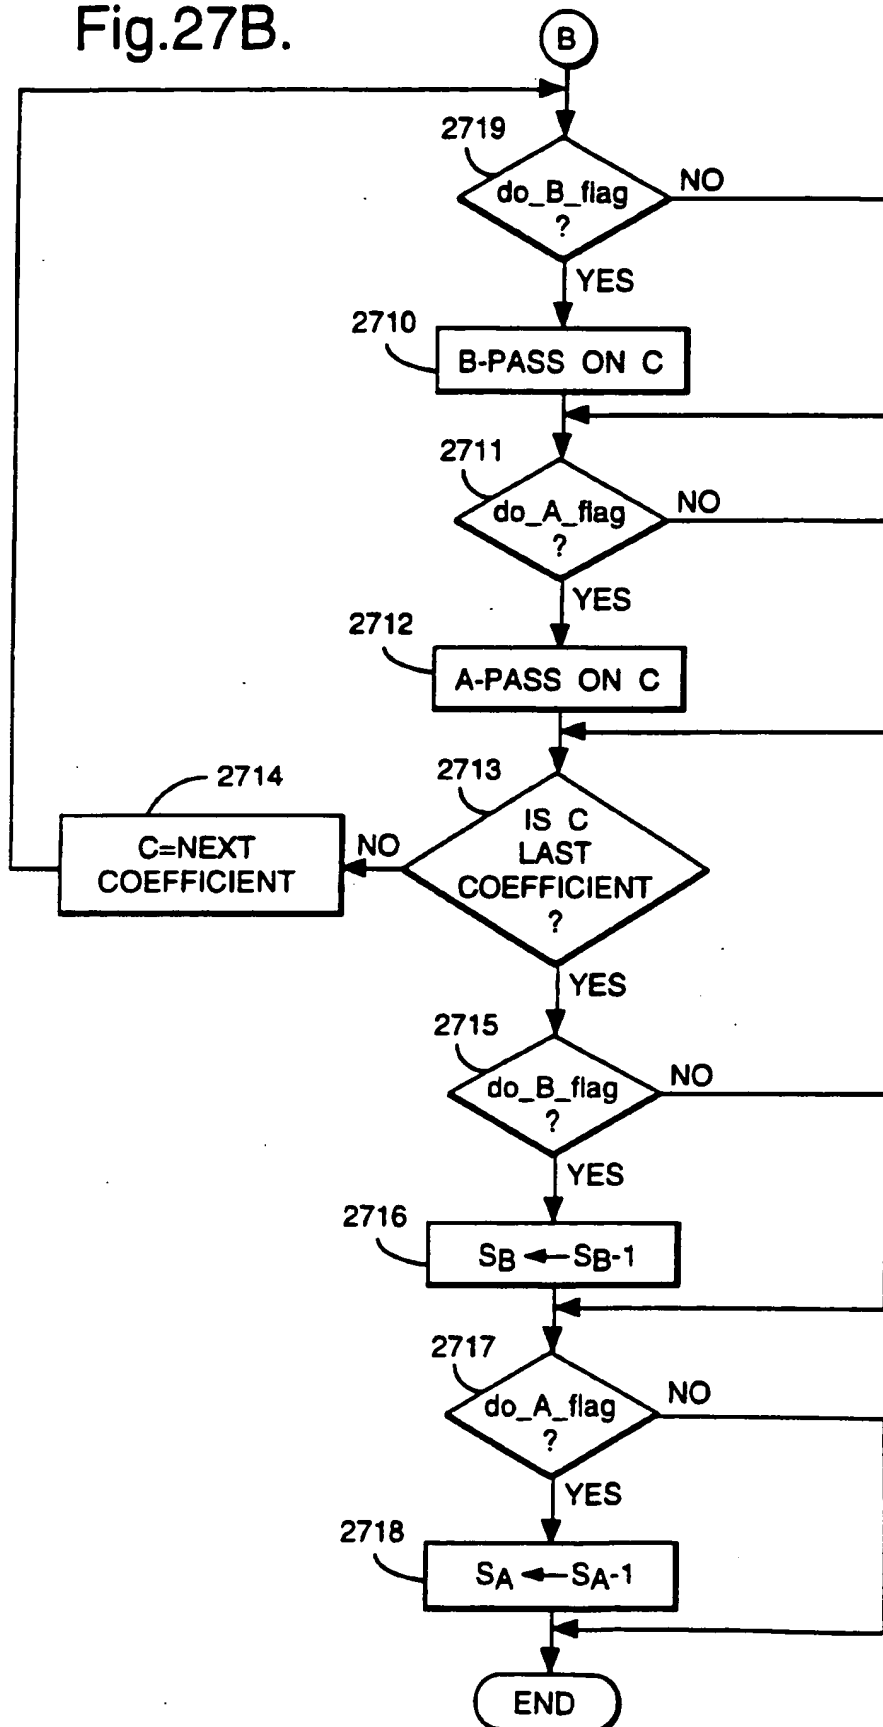 Fig.27B.
B
2719
do_B_flag
?
NO
YES
2710
B-PASS ON C
2711
do_A_flag
?
NO
YES
2712
A-PASS ON C
2713
IS C
LAST
COEFFICIENT
?
NO
2714
C=NEXT
COEFFICIENT
YES
2715
do_B_flag
?
NO
YES
2716
SB ← SB-1
2717
do_A_flag
?
NO
YES
2718
SA ← SA-1
END